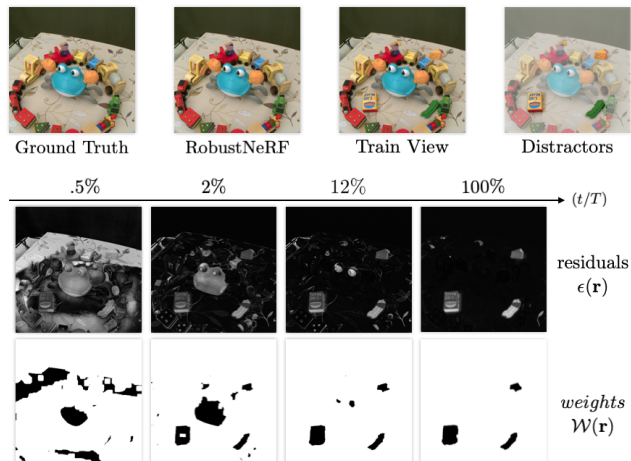 Ground Truth RobustNeRF Train View Distractors
.5% 2% 12% 100% (t/T)
residuals
ϵ(r)
weights
W(r)